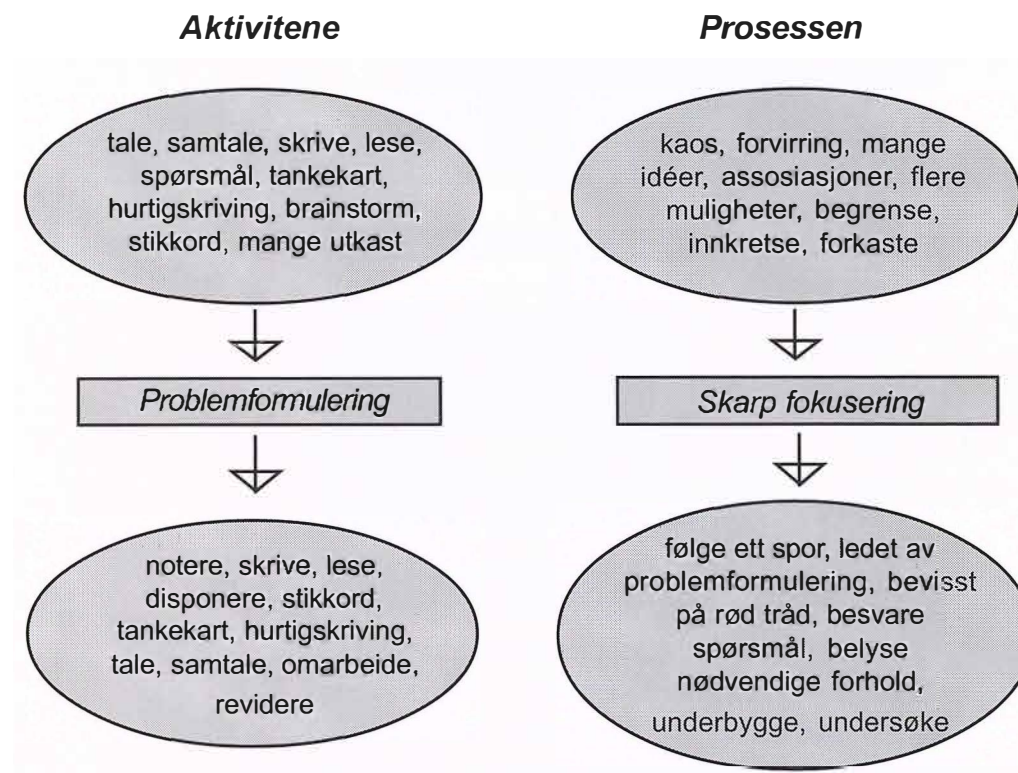 Aktivitene
tale, samtale, skrive, lese,
spørsmål, tankekart,
hurtigskriving, brainstorm,
stikkord, mange utkast
Problemformulering
notere, skrive, lese,
disponere, stikkord,
tankekart, hurtigskriving,
tale, samtale, omarbeide,
revidere
Prosessen
kaos, forvirring, mange
idéer, assosiasjoner, flere
muligheter, begrense,
innkretse, forkaste
Skarp fokusering
følge ett spor, ledet av
problemformulering, bevisst
på rød tråd, besvare
spørsmål, belyse
nødvendige forhold,
underbygge, undersøke